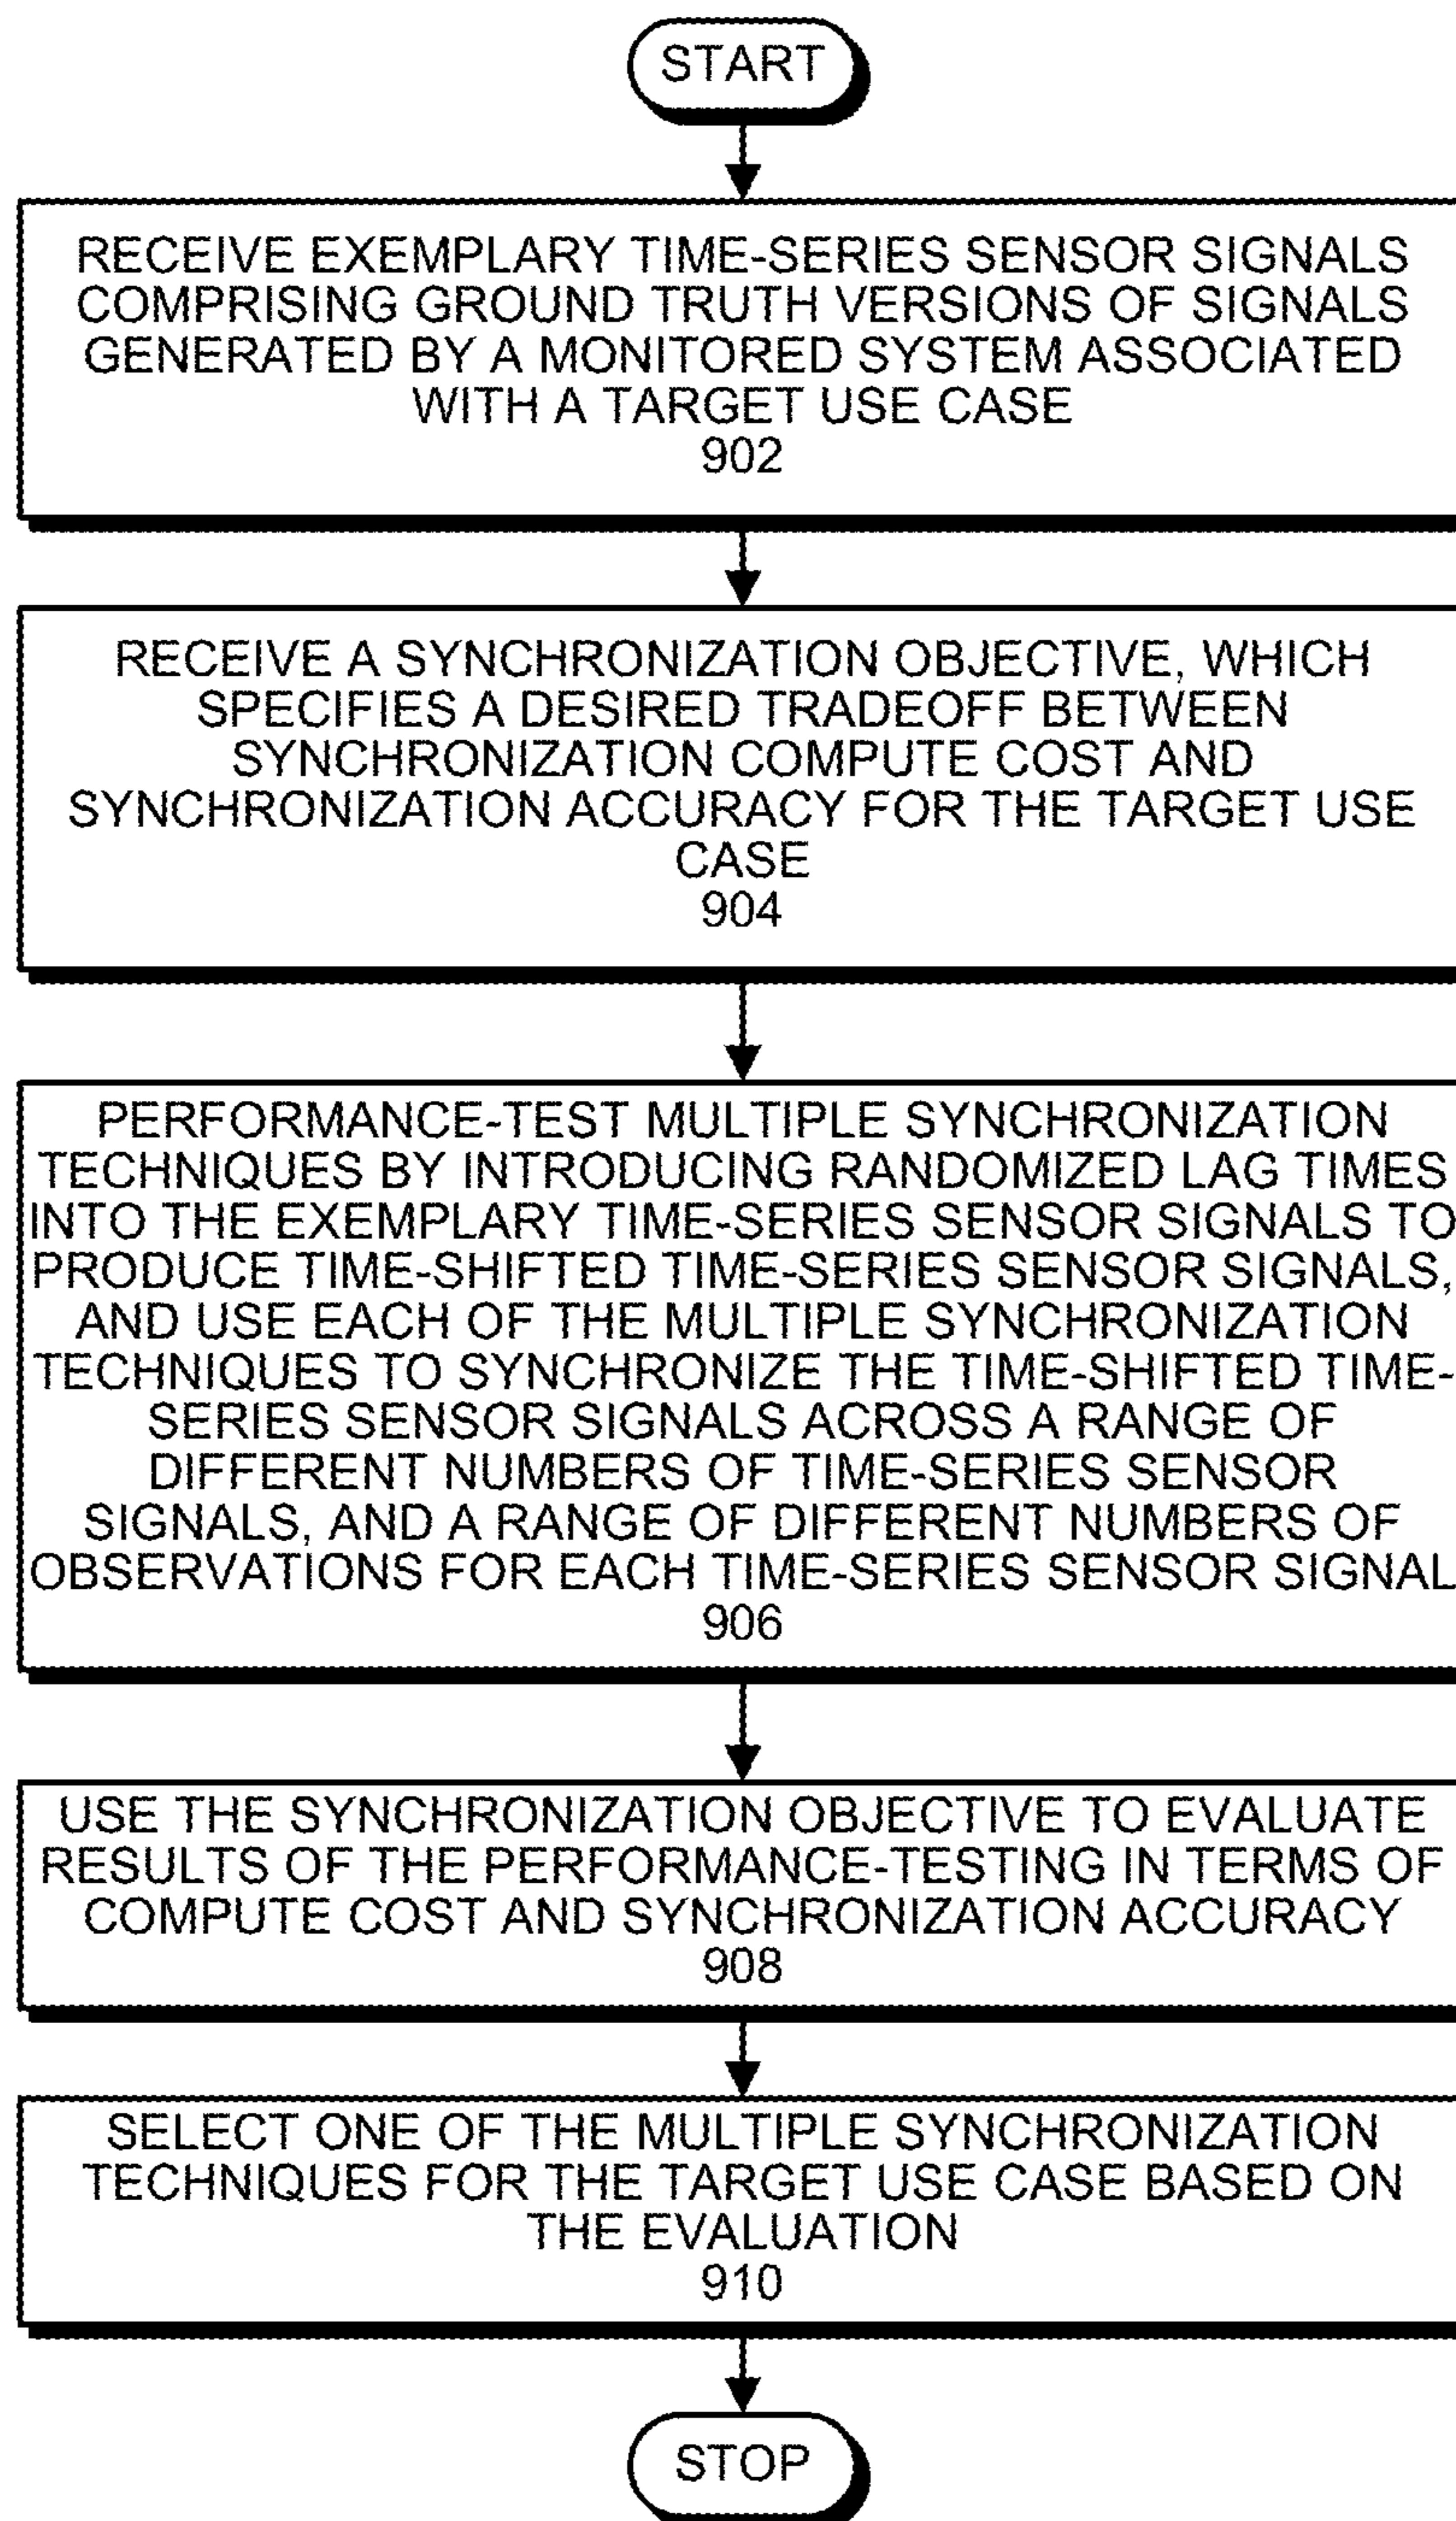 START
RECEIVE EXEMPLARY TIME-SERIES SENSOR SIGNALS
COMPRISING GROUND TRUTH VERSIONS OF SIGNALS
GENERATED BY A MONITORED SYSTEM ASSOCIATED
WITH A TARGET USE CASE
902
RECEIVE A SYNCHRONIZATION OBJECTIVE, WHICH
SPECIFIES A DESIRED TRADEOFF BETWEEN
SYNCHRONIZATION COMPUTE COST AND
SYNCHRONIZATION ACCURACY FOR THE TARGET USE
CASE
904
PERFORMANCE-TEST MULTIPLE SYNCHRONIZATION
TECHNIQUES BY INTRODUCING RANDOMIZED LAG TIMES
INTO THE EXEMPLARY TIME-SERIES SENSOR SIGNALS TO
PRODUCE TIME-SHIFTED TIME-SERIES SENSOR SIGNALS,
AND USE EACH OF THE MULTIPLE SYNCHRONIZATION
TECHNIQUES TO SYNCHRONIZE THE TIME-SHIFTED TIME-
SERIES SENSOR SIGNALS ACROSS A RANGE OF
DIFFERENT NUMBERS OF TIME-SERIES SENSOR
SIGNALS, AND A RANGE OF DIFFERENT NUMBERS OF
OBSERVATIONS FOR EACH TIME-SERIES SENSOR SIGNAL
906
USE THE SYNCHRONIZATION OBJECTIVE TO EVALUATE
RESULTS OF THE PERFORMANCE-TESTING IN TERMS OF
COMPUTE COST AND SYNCHRONIZATION ACCURACY
908
SELECT ONE OF THE MULTIPLE SYNCHRONIZATION
TECHNIQUES FOR THE TARGET USE CASE BASED ON
THE EVALUATION
910
STOP